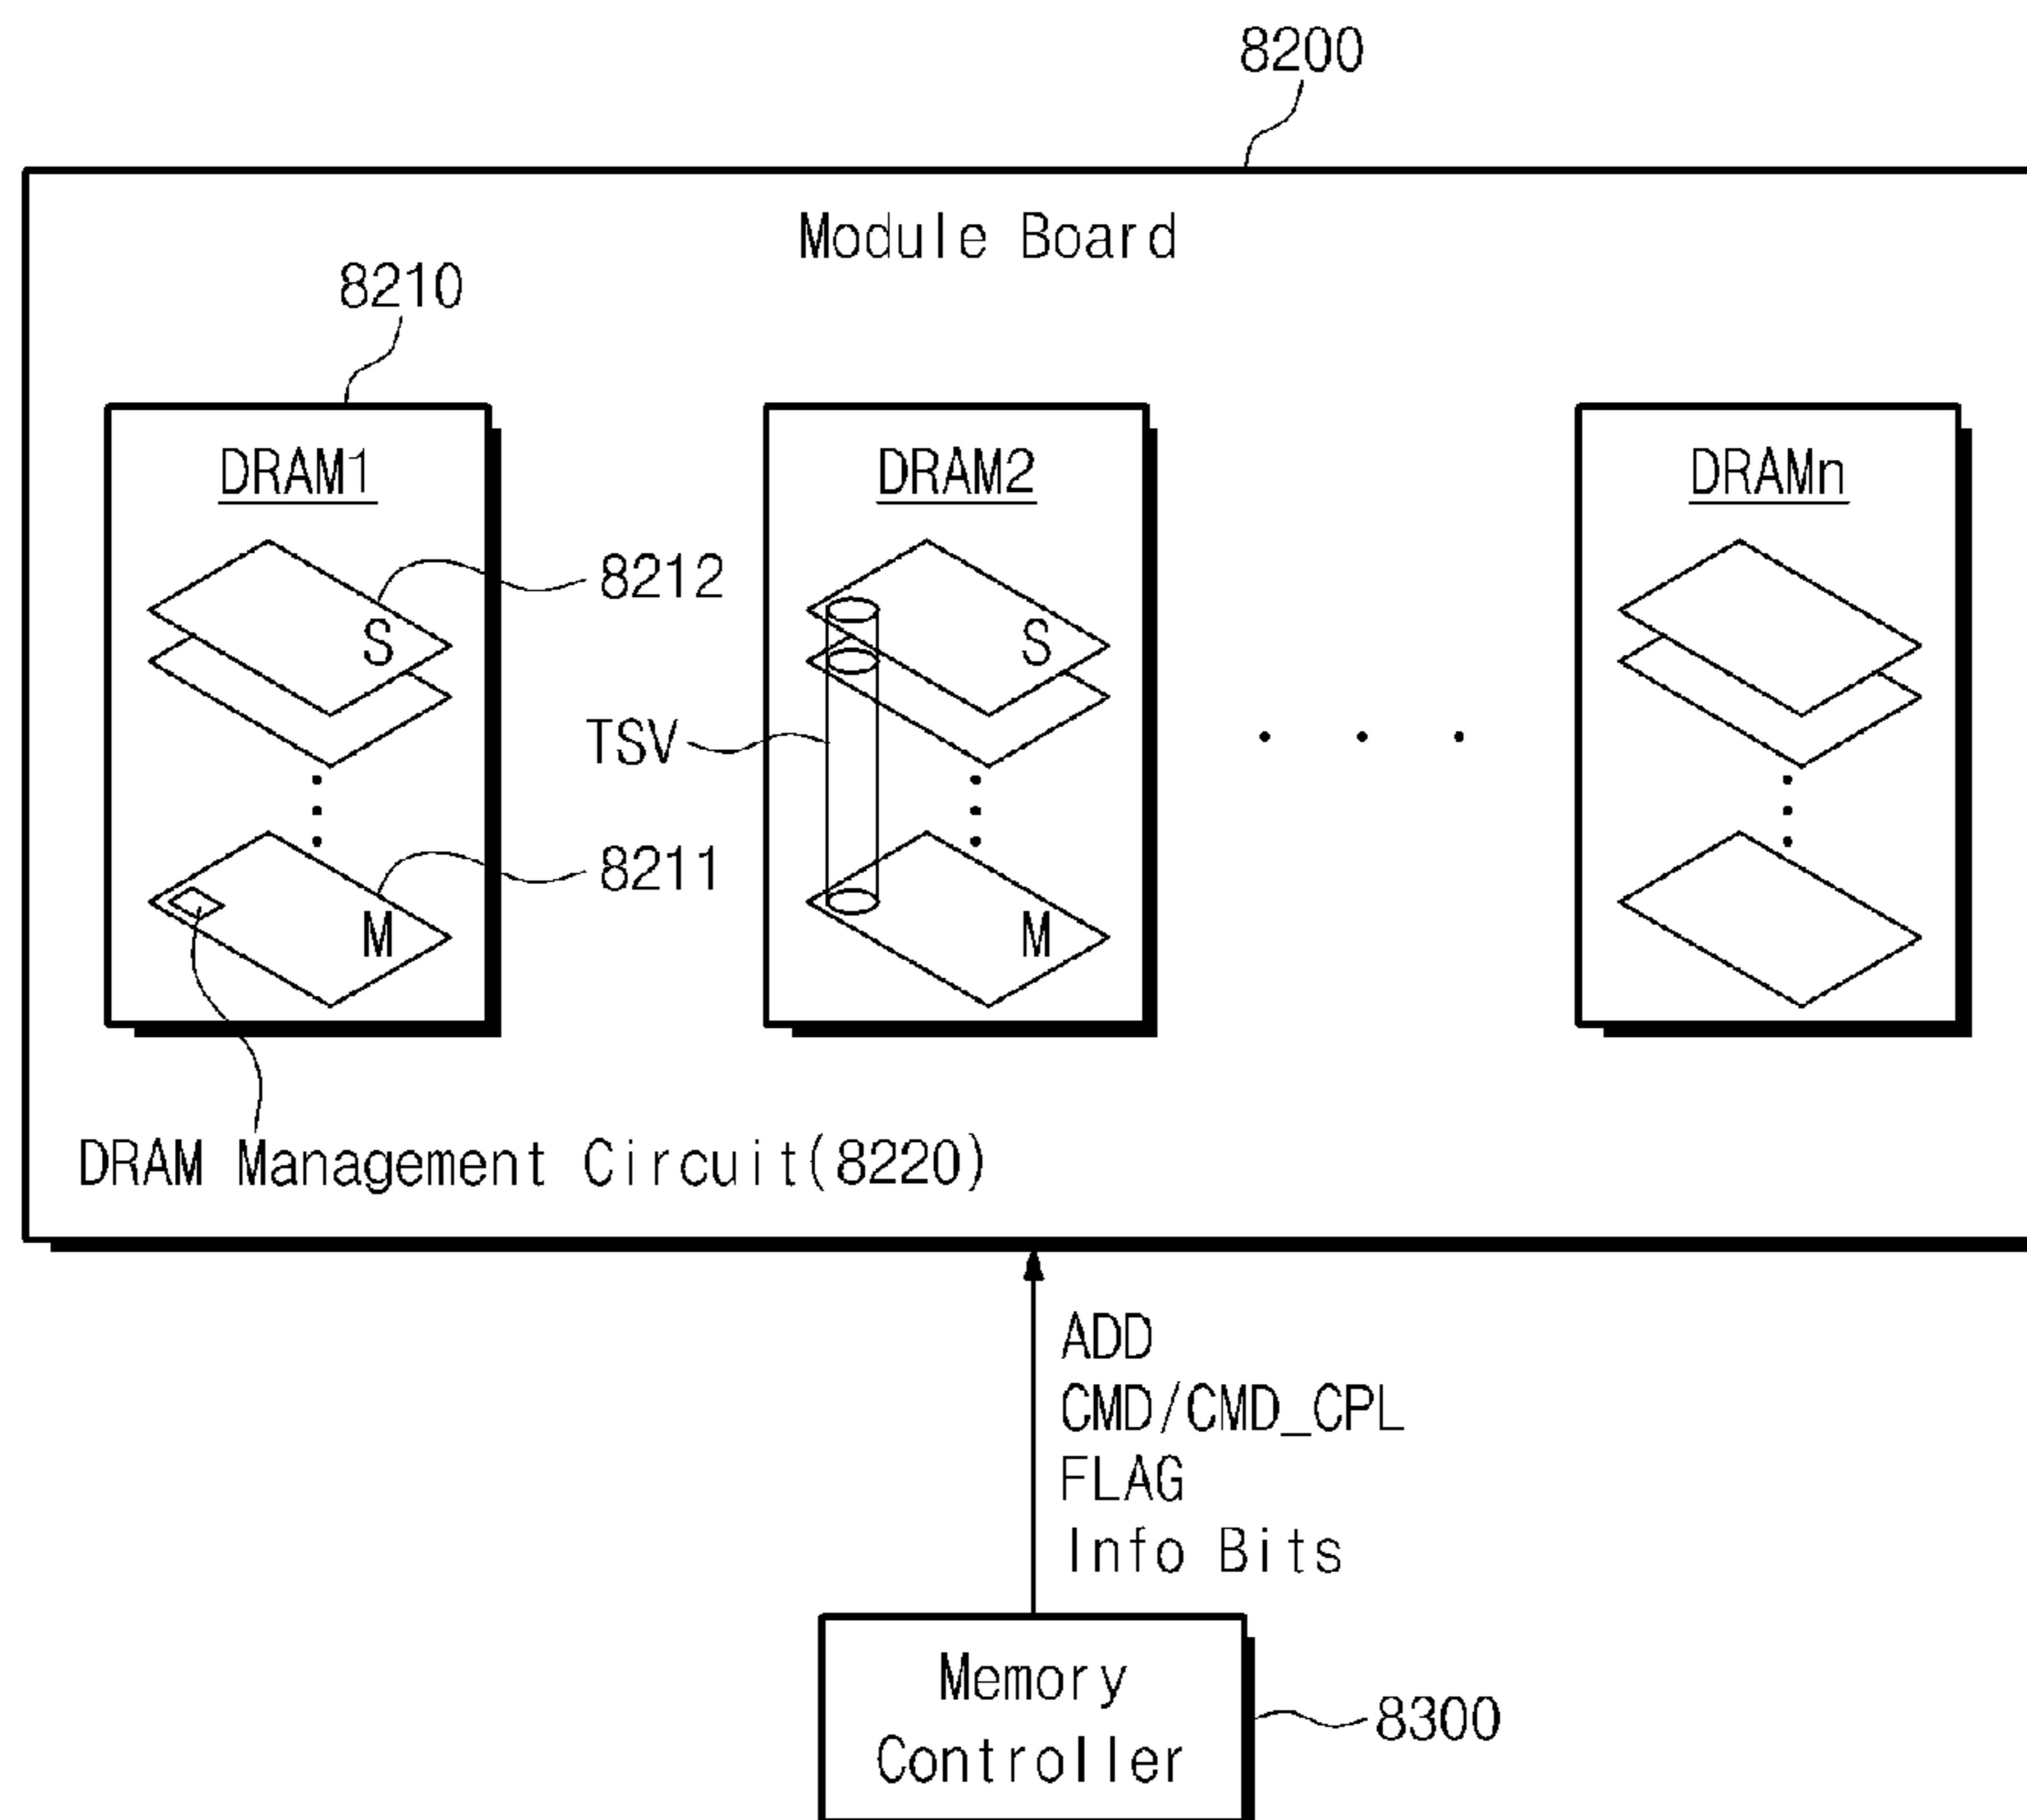 8200
Module Board
8210
DRAM1
DRAM2
DRAMn
8212
S
S
TSV
8211
M
M
DRAM Management Circuit(8220)
ADD
CMD/CMD_CPL
FLAG
Info Bits
Memory
Controller
8300